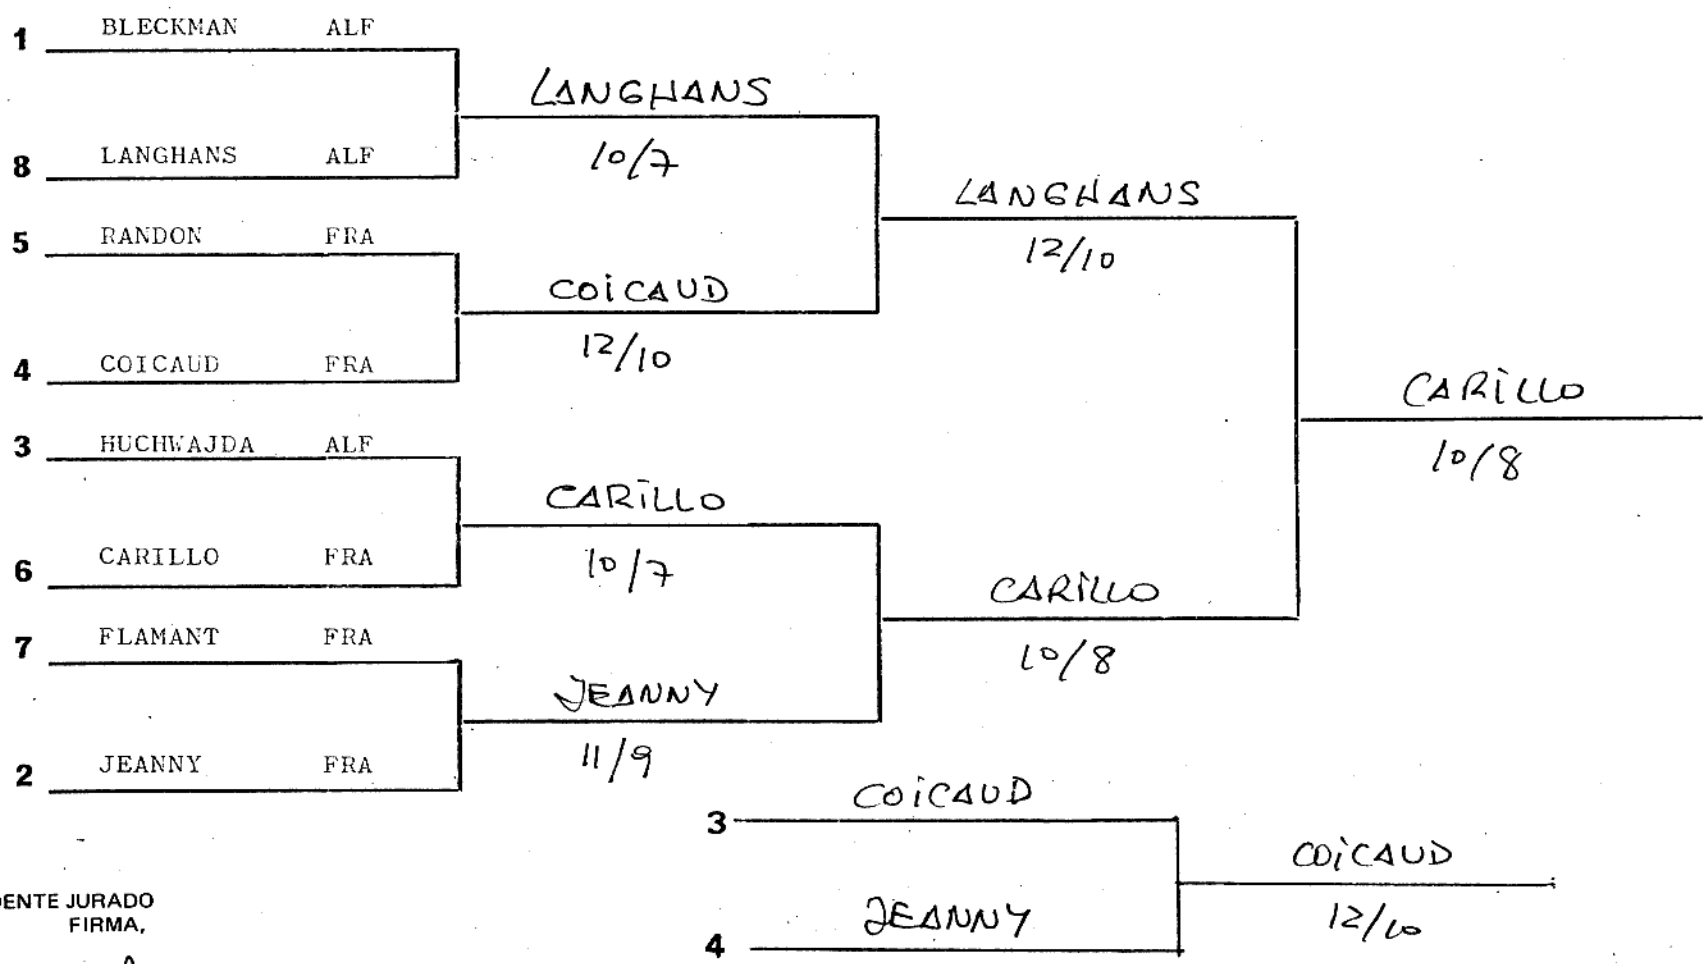 1 BLECKMAN ALF
LANGHANS
10/7
8 LANGHANS ALF
LANGHANS
12/10
5 RANDON FRA
COICAUD
12/10
4 COICAUD FRA
CARILLO
10/8
3 HUCHWAJDA ALF
CARILLO
10/7
6 CARILLO FRA
CARILLO
10/8
7 FLAMANT FRA
JEANNY
11/9
2 JEANNY FRA
3 COICAUD
COICAUD
12/10
4 JEANNY
DENTE JURADO
FIRMA,